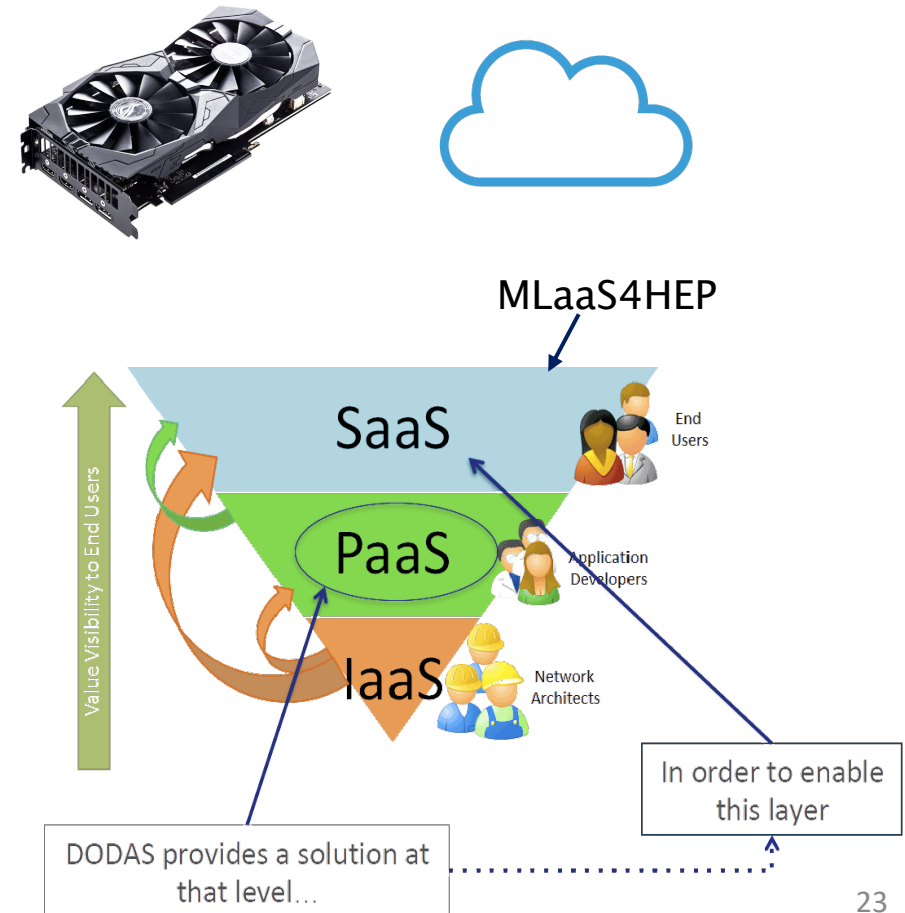 MLaaS4HEP
SaaS
End
Users
Value Visibility to End Users
PaaS
Application
Developers
IaaS
Network
Architects
In order to enable
this layer
DODAS provides a solution at
that level...
23